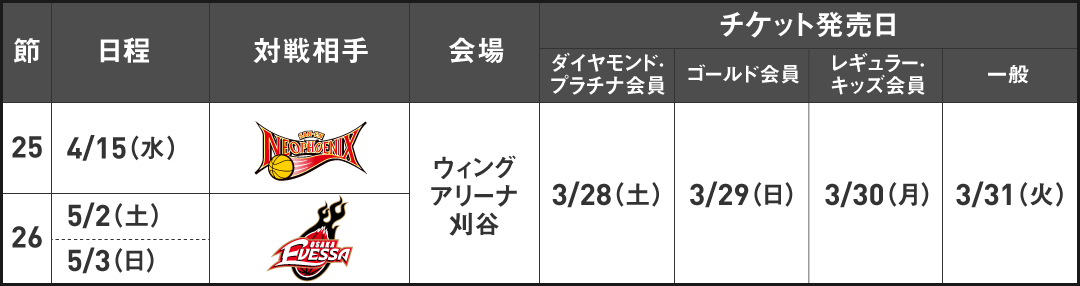 節
日程
対戦相手
会場
チケット発売日
ダイヤモンド・
プラチナ会員
ゴールド会員
レギュラー・
キッズ会員
一般
25
4/15(水)
SAN-EN
NEOPHOENIX
ウィング
アリーナ
刈谷
3/28(土)
3/29(日)
3/30(月)
3/31(火)
26
5/2(土)
5/3(日)
OSAKA
EVESSA